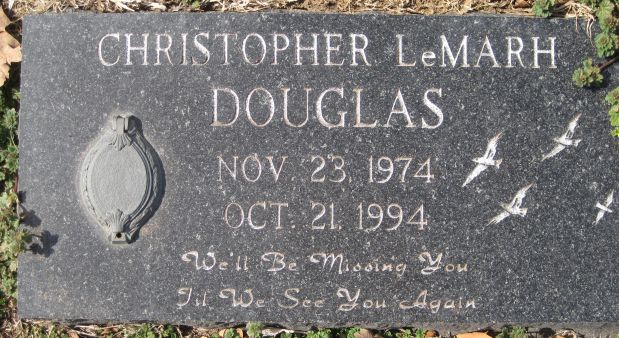 CHRISTOPHER LeMARH
DOUGLAS
NOV. 23, 1974
OCT. 21, 1994
We'll Be Missing You
Til We See You Again